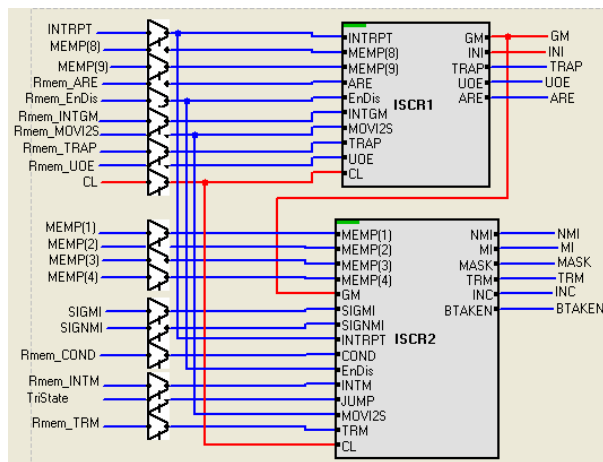 INTRPT
MEMP(8)
MEMP(9)
Rmem_ARE
Rmem_EnDis
Rmem_INTGM
Rmem_MOVI2S
Rmem_TRAP
Rmem_UOE
CL
INTRPT
MEMP(8)
MEMP(9)
ARE
EnDis
INTGM
MOVI2S
TRAP
UOE
CL
ISCR1
GM
INI
TRAP
UOE
ARE
GM
INI
TRAP
UOE
ARE
MEMP(1)
MEMP(2)
MEMP(3)
MEMP(4)
SIGMI
SIGNMI
Rmem_COND
Rmem_INTM
TriState
Rmem_TRM
MEMP(1)
MEMP(2)
MEMP(3)
MEMP(4)
GM
SIGMI
SIGNMI
INTRPT
COND
EnDis
INTM
JUMP
MOVI2S
TRM
CL
ISCR2
NMI
MI
MASK
TRM
INC
BTAKEN
NMI
MI
MASK
TRM
INC
BTAKEN